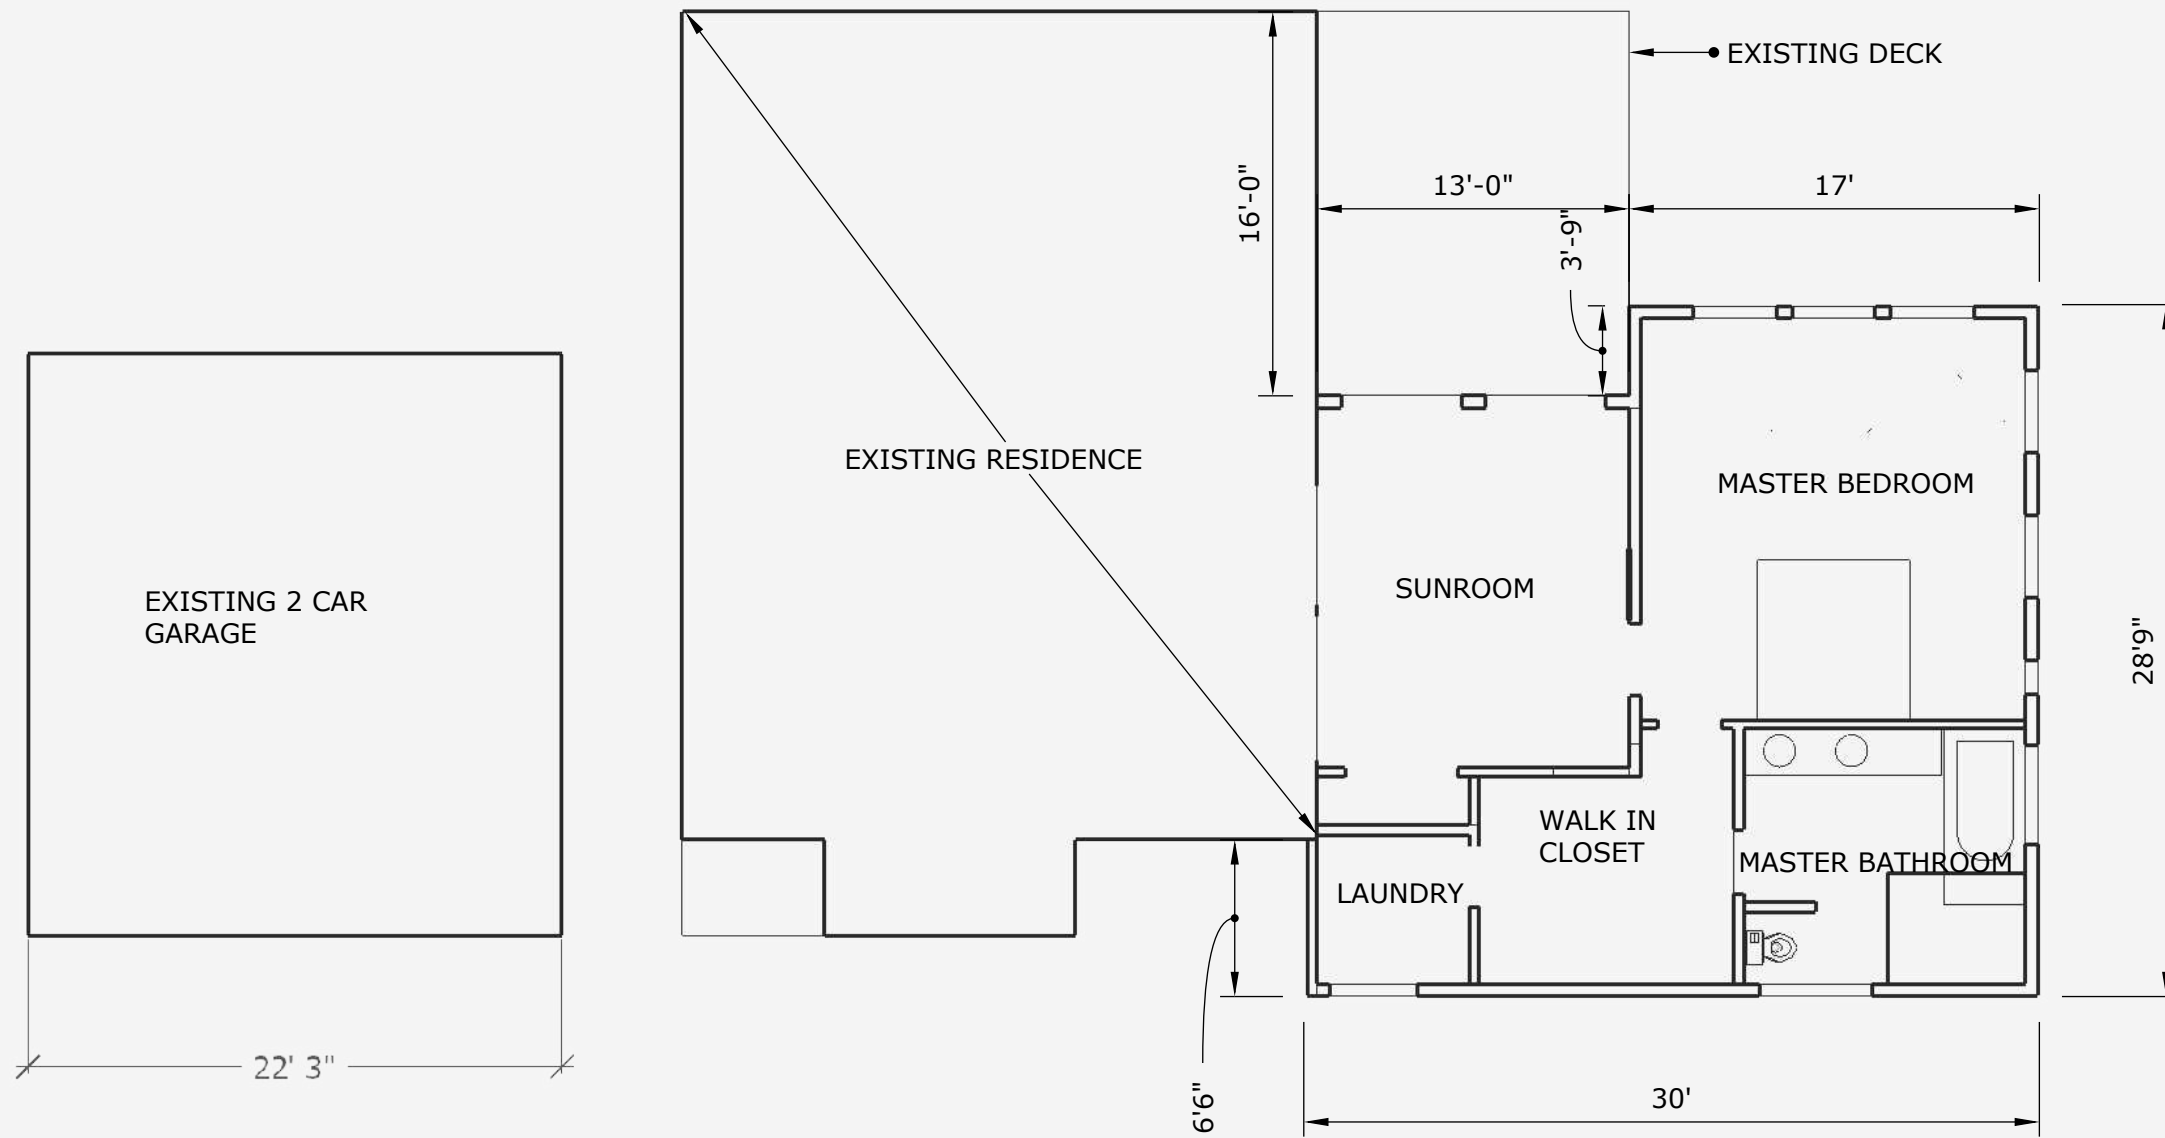 EXISTING DECK
13'-0"
17'
16'-0"
3'-9"
EXISTING RESIDENCE
MASTER BEDROOM
SUNROOM
EXISTING 2 CAR
GARAGE
28'9"
WALK IN
CLOSET
MASTER BATHROOM
LAUNDRY
22' 3"
6'6"
30'